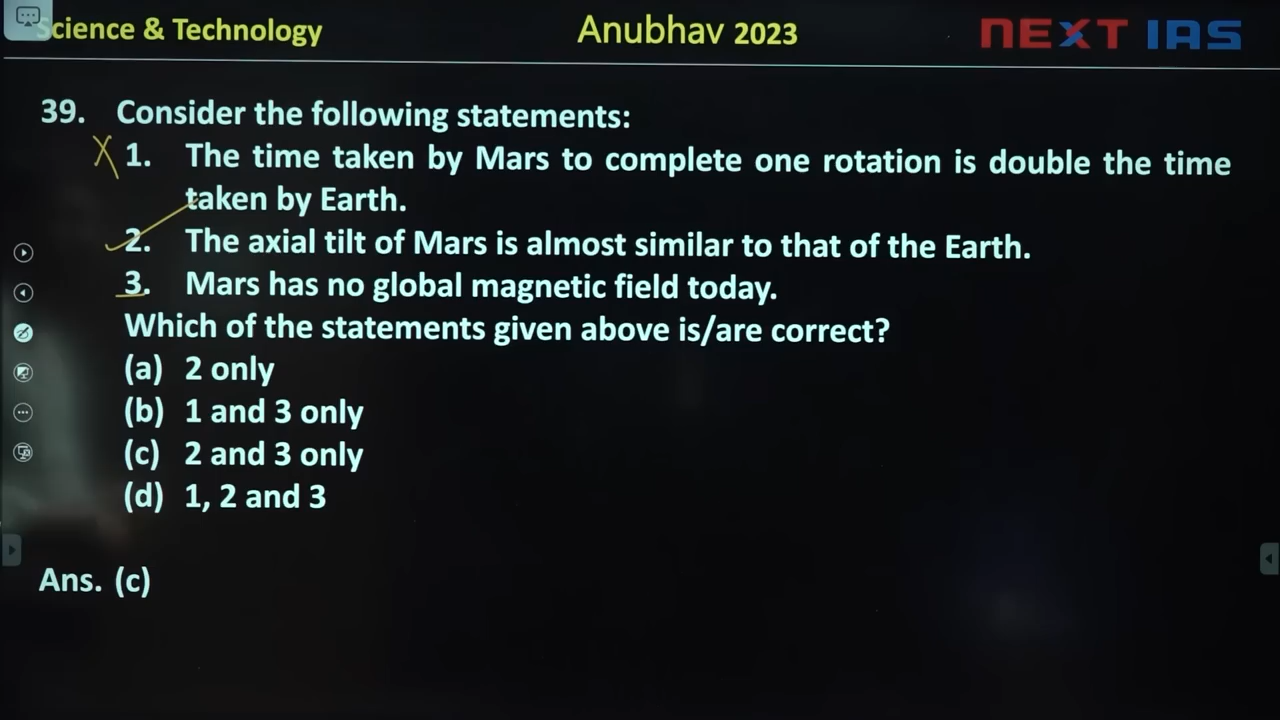 Science & Technology
Anubhav 2023
NEXT IAS
39. Consider the following statements:
1. The time taken by Mars to complete one rotation is double the time
taken by Earth.
2. The axial tilt of Mars is almost similar to that of the Earth.
3. Mars has no global magnetic field today.
Which of the statements given above is/are correct?
(a) 2 only
(b) 1 and 3 only
(c) 2 and 3 only
(d) 1, 2 and 3
Ans. (c)